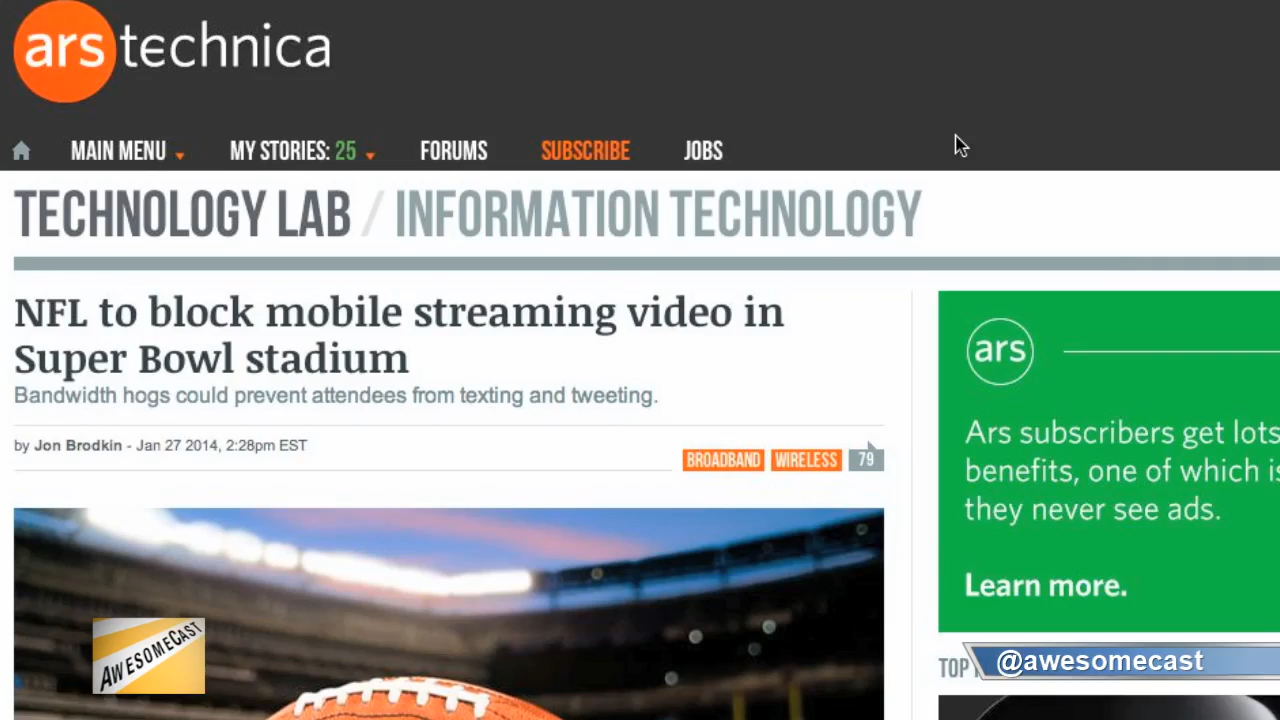 ars technica
MAIN MENU
MY STORIES: 25
FORUMS
SUBSCRIBE
JOBS
TECHNOLOGY LAB / INFORMATION TECHNOLOGY
NFL to block mobile streaming video in
Super Bowl stadium
Bandwidth hogs could prevent attendees from texting and tweeting.
by Jon Brodkin - Jan 27 2014, 2:28pm EST
BROADBAND
WIRELESS
79
ars
Ars subscribers get lots
benefits, one of which is
they never see ads.
Learn more.
AWESOMECAST
TOP
@awesomecast